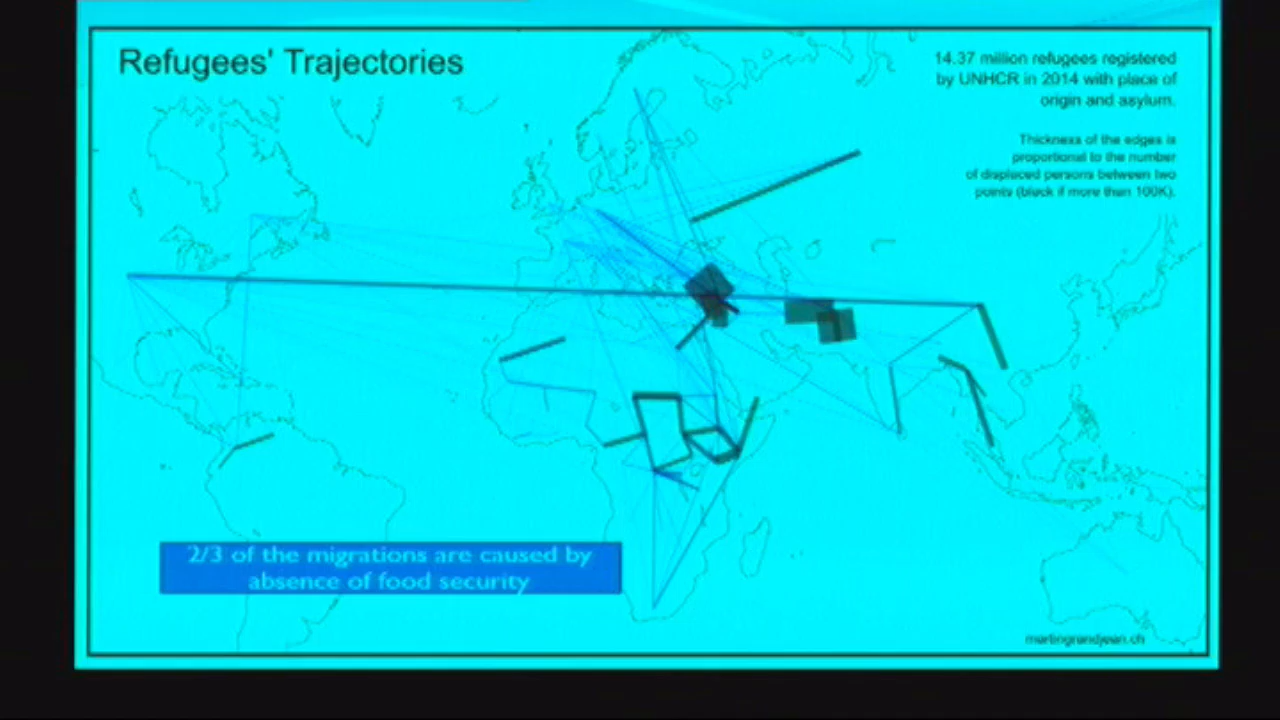 Refugees' Trajectories
14.37 million refugees registered
by UNHCR in 2014 with place of
origin and asylum.
Thickness of the edges is
proportional to the number
of displaced persons between two
points (black if more than 100K).
2/3 of the migrations are caused by
absence of food security
martingrandjean.ch